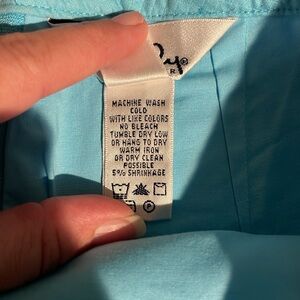 MACHINE WASH
COLD
WITH LIKE COLORS
NO BLEACH
TUMBLE DRY LOW
OR HANG TO DRY
WARM IRON
OR DRY CLEAN
POSSIBLE
5% SHRINKAGE